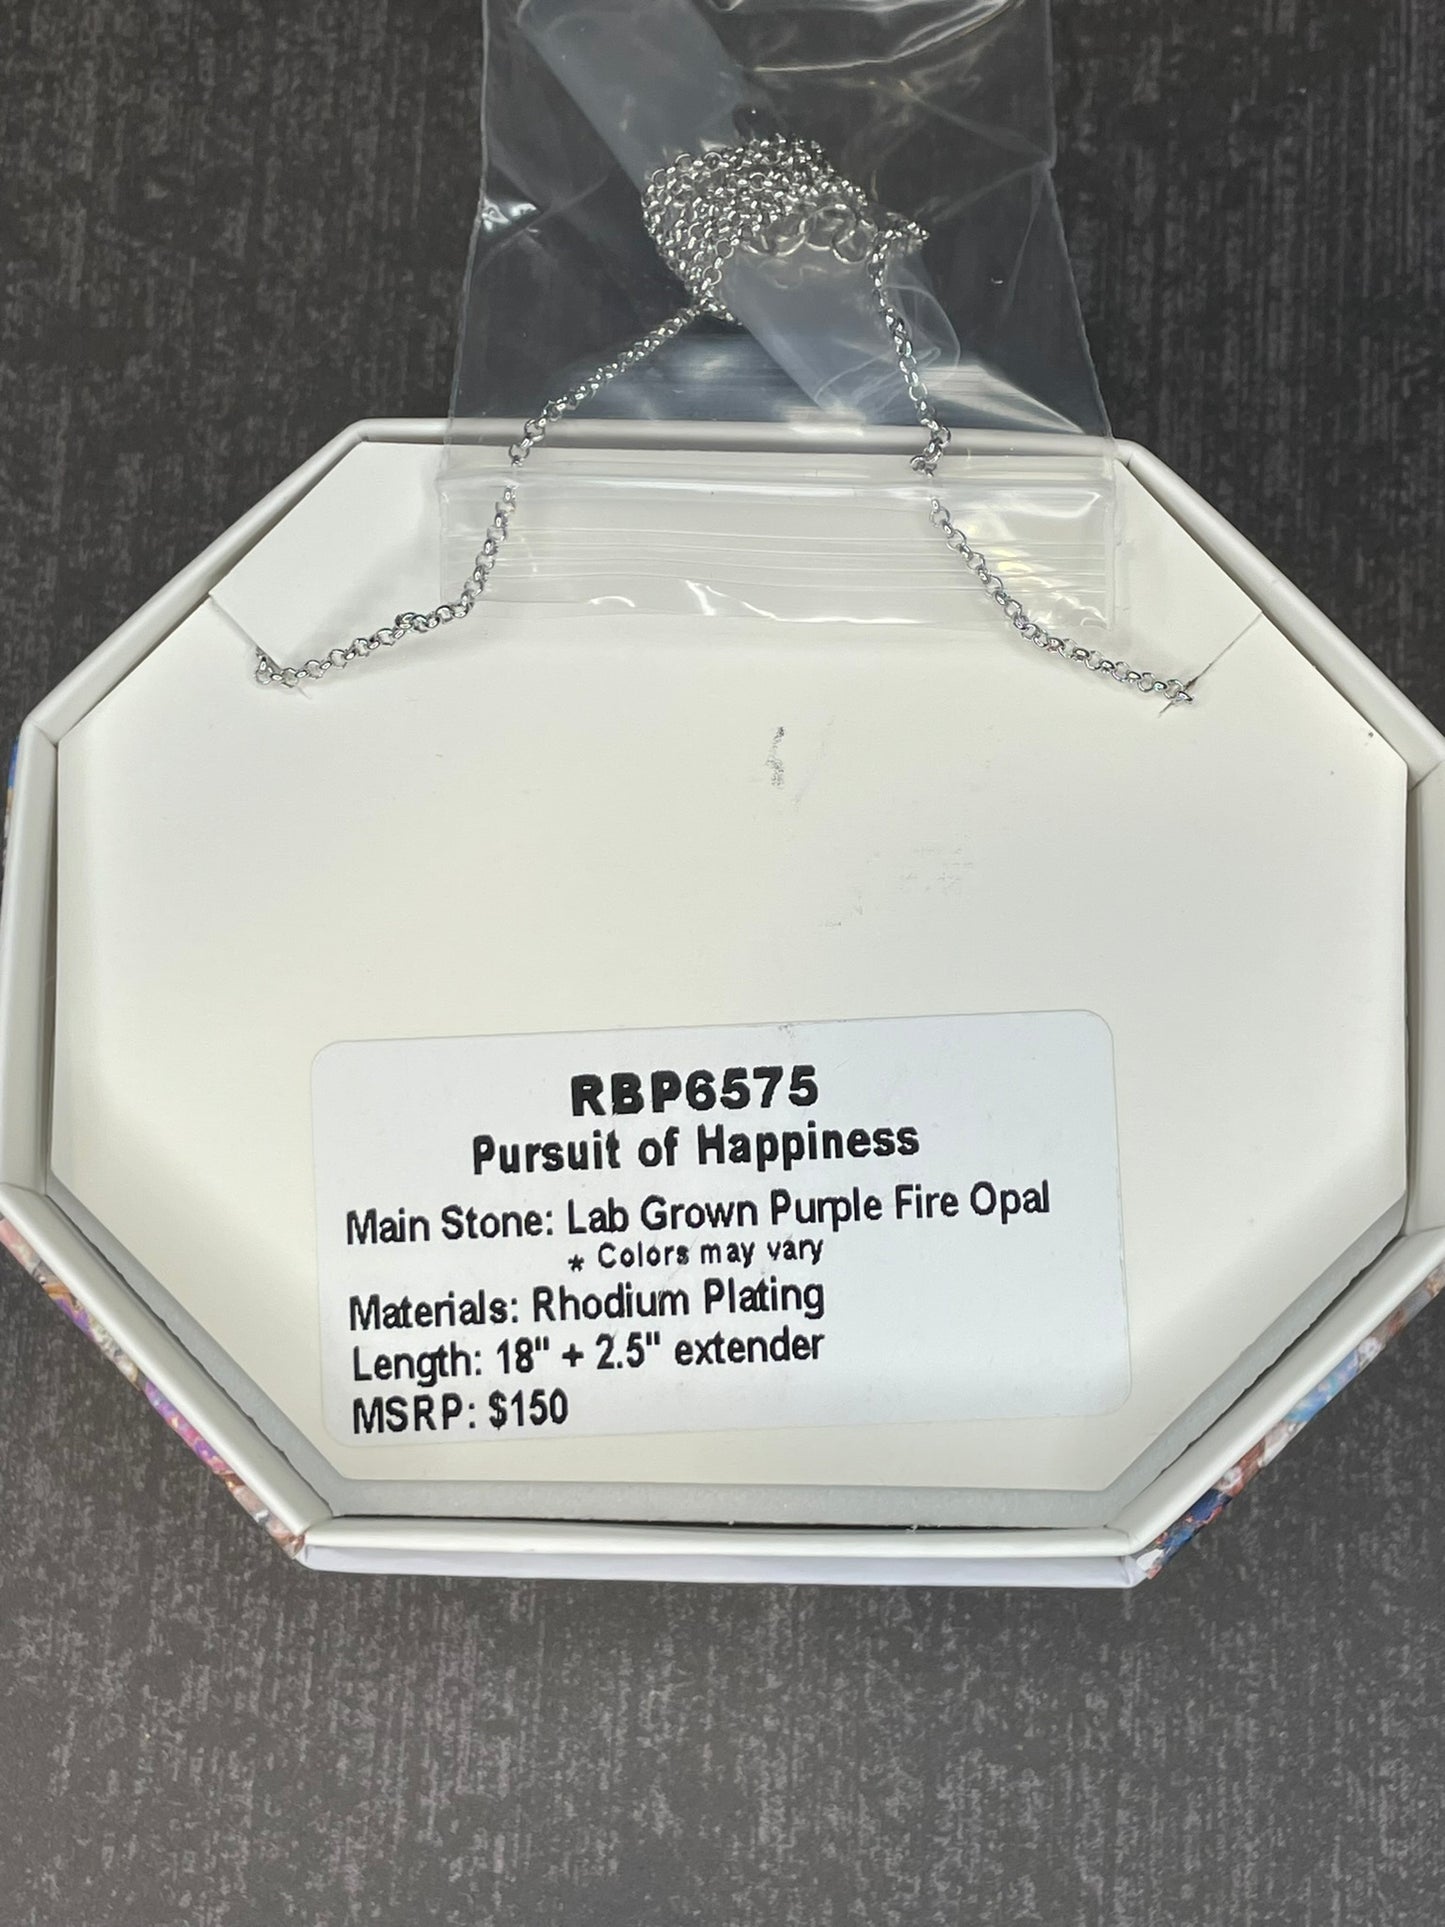 RBP6575
Pursuit of Happiness
Main Stone: Lab Grown Purple Fire Opal
* Colors may vary
Materials: Rhodium Plating
Length: 18" + 2.5" extender
MSRP: $150